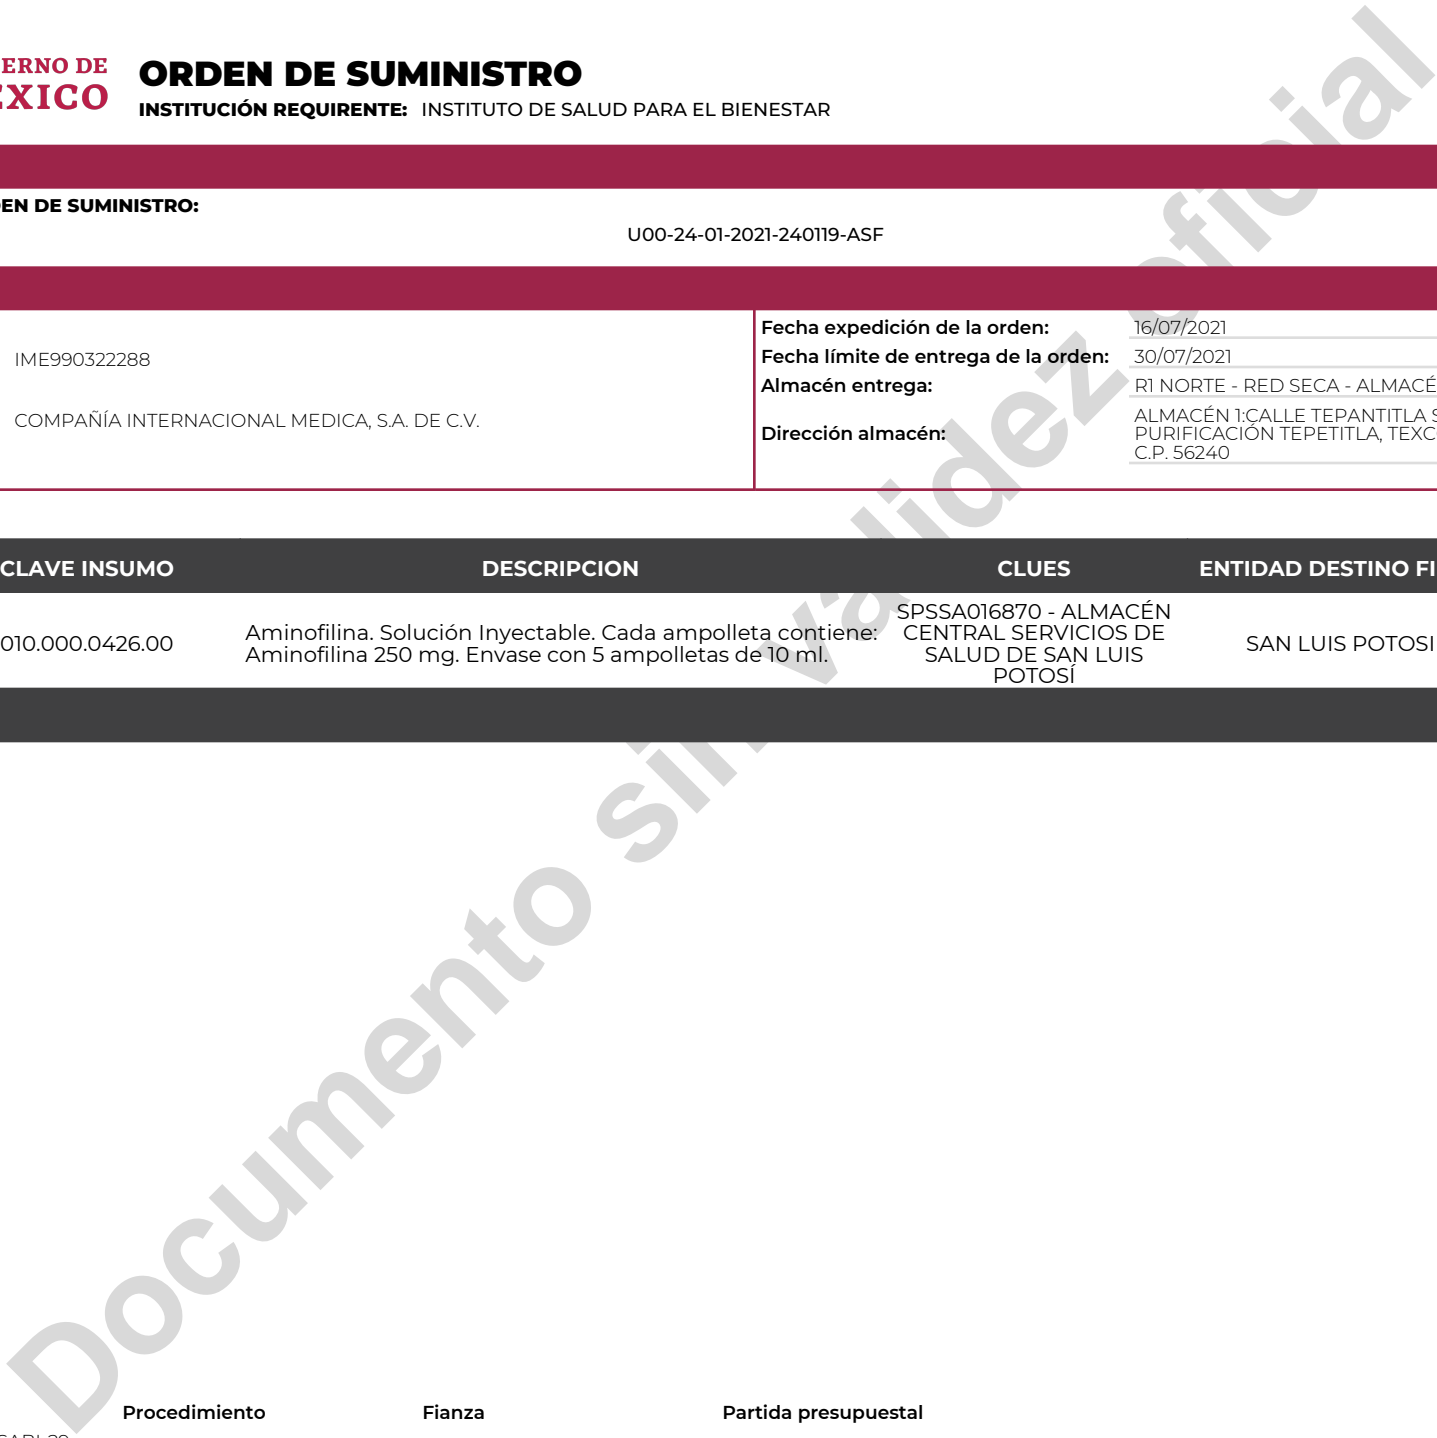 ERNO DE
ORDEN DE SUMINISTRO
INSTITUCIÓN REQUIRENTE: INSTITUTO DE SALUD PARA EL BIENESTAR
EN DE SUMINISTRO:
U00-24-01-2021-240119-ASF
Fecha expedición de la orden: 16/07/2021
IME990322288
Fecha límite de entrega de la orden: 30/07/2021
Almacén entrega: R1 NORTE - RED SECA - ALMACÉ
COMPAÑÍA INTERNACIONAL MEDICA, S.A. DE C.V.
Dirección almacén:
ALMACÉN 1:CALLE TEPANTITLA S
PURIFICACIÓN TEPETITLA, TEXC
C.P. 56240
CLAVE INSUMO DESCRIPCION CLUES ENTIDAD DESTINO FI
010.000.0426.00
Aminofilina. Solución Inyectable. Cada ampolleta contiene:
Aminofilina 250 mg. Envase con 5 ampolletas de 10 ml.
SPSSA016870 - ALMACÉN
CENTRAL SERVICIOS DE
SALUD DE SAN LUIS
POTOSÍ
SAN LUIS POTOSI
Documento sin validez oficial
Procedimiento Fianza Partida presupuestal